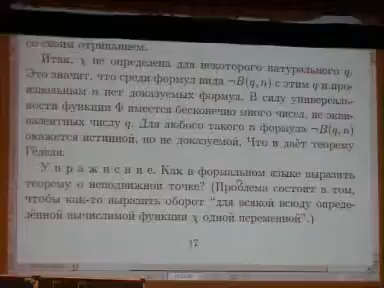 со своим отрицанием.
Итак, χ не определена для некоторого натурального q.
Это значит, что среди формул вида ¬B(q, n) с этим q и про-
извольным n нет доказуемых формул. В силу универсаль-
ности функции Φ имеется бесконечно много чисел, не экви-
валентных числу q. Для любого такого n формула ¬B(q, n)
окажется истинной, но не доказуемой. Что и даёт теорему
Гёделя.
У п р а ж н е н и е. Как в формальном языке выразить
теорему о неподвижной точке? (Проблема состоит в том,
чтобы как-то выразить оборот “для всякой всюду опреде-
лённой вычислимой функции χ одной переменной”.)
17